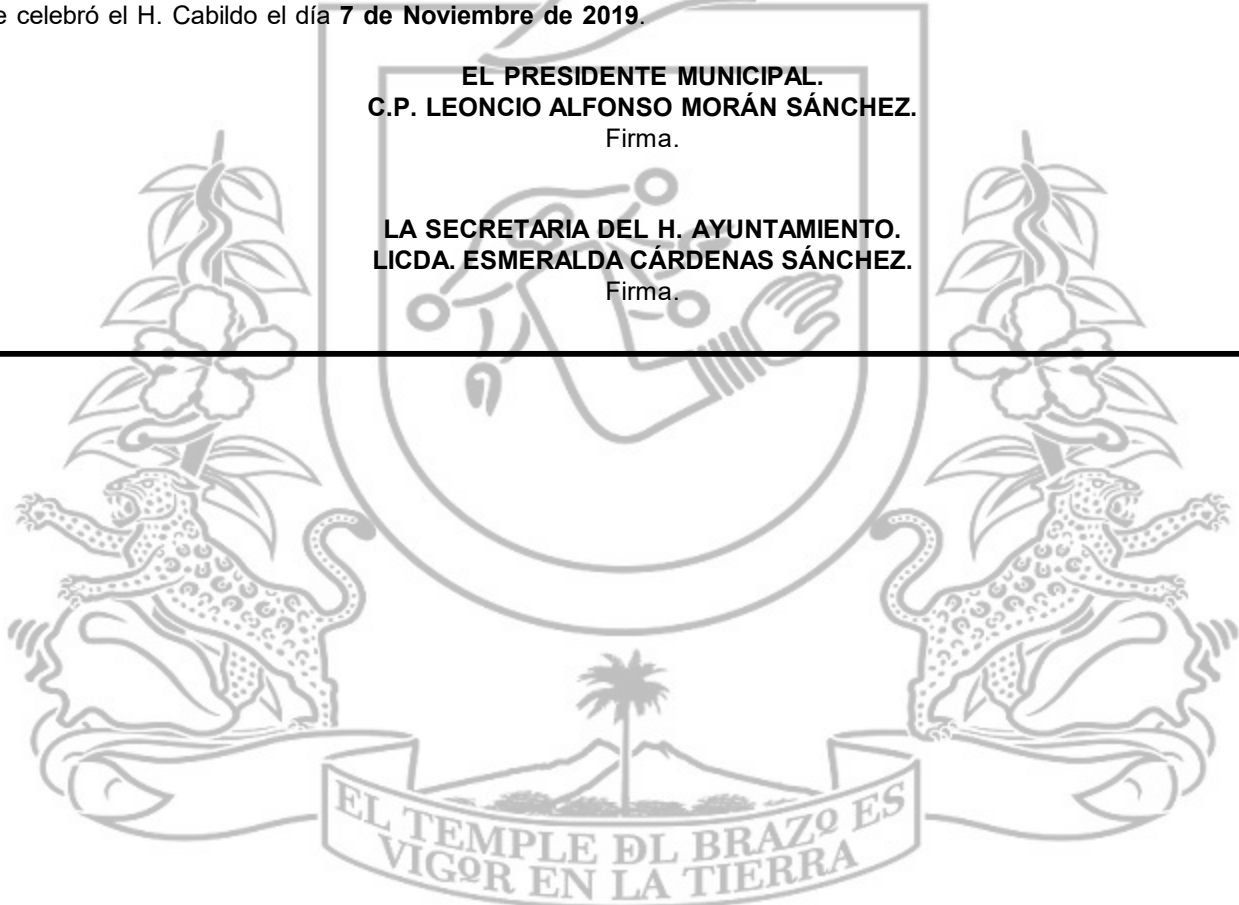 e celebró el H. Cabildo el día 7 de Noviembre de 2019.
EL PRESIDENTE MUNICIPAL.
C.P. LEONCIO ALFONSO MORÁN SÁNCHEZ.
Firma.
LA SECRETARIA DEL H. AYUNTAMIENTO.
LICDA. ESMERALDA CÁRDENAS SÁNCHEZ.
Firma.
EL TEMPLE DL BRAZO ES
VIGOR EN LA TIERRA